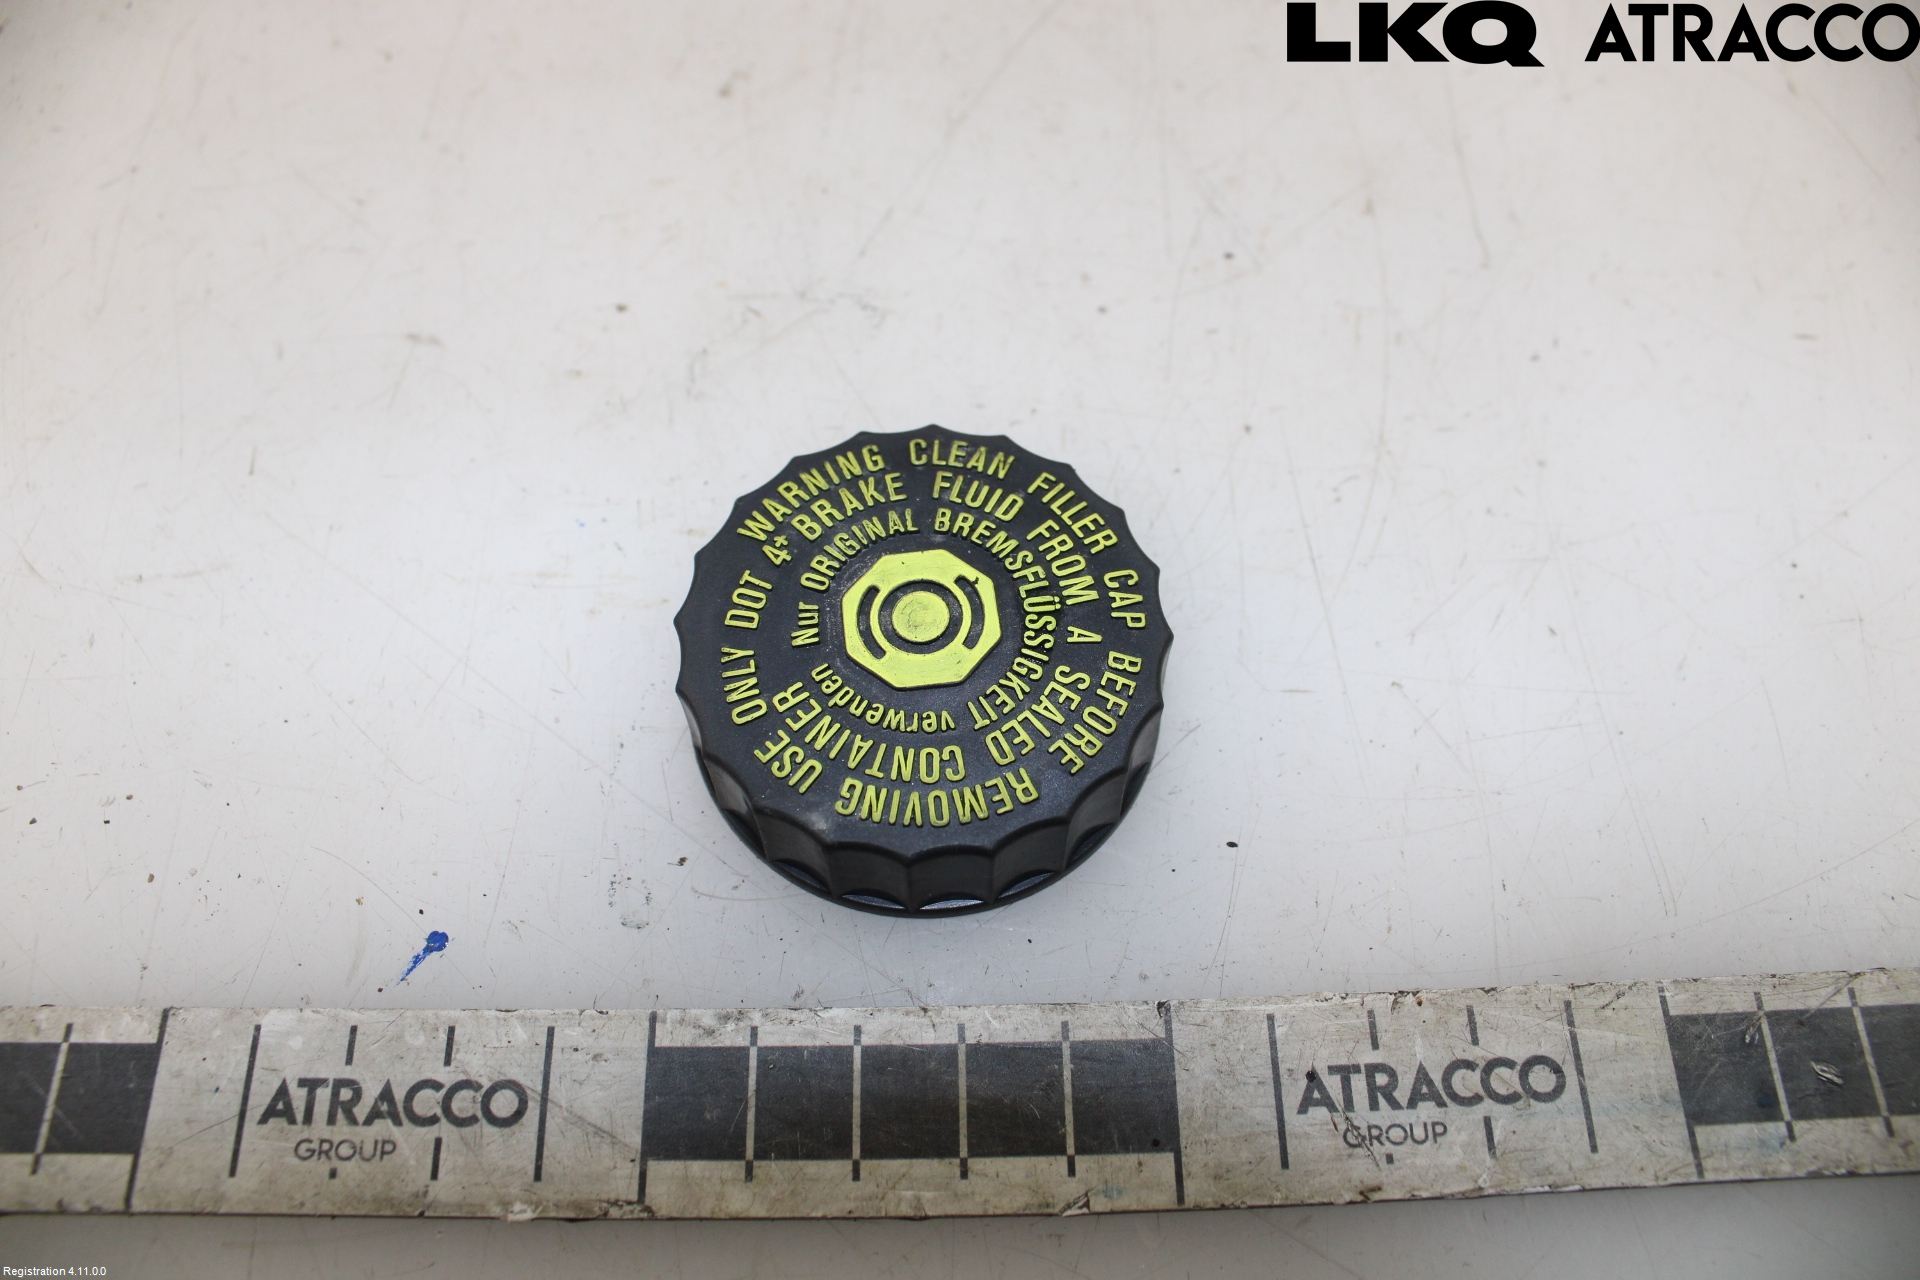 LKQ ATRACCO
WARNING CLEAN FILLER CAP BEFORE REMOVING USE ONLY DOT 4+ BRAKE FLUID FROM A SEALED CONTAINER
Nur ORIGINAL BREMSFLÜSSIGKEIT verwenden
ATRACCO
GROUP
ATRACCO
GROUP
Registration 4.11.0.0